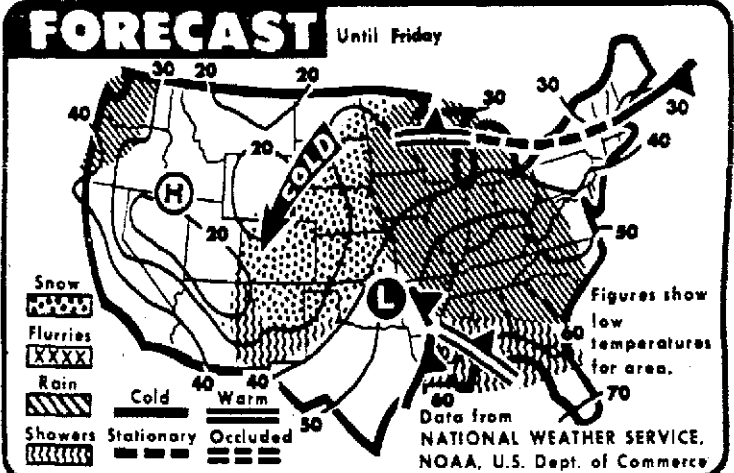 FORECAST Until Friday
30 20 20
40 30 30 30
20 40
COLD
H
20 50
Snow
L
Figures show
Flurries
low
60
temperatures
Rain
for area.
Cold Warm
40 40
70
50 60
Showers Stationary Occluded
Data from
NATIONAL WEATHER SERVICE,
NOAA, U.S. Dept. of Commerce